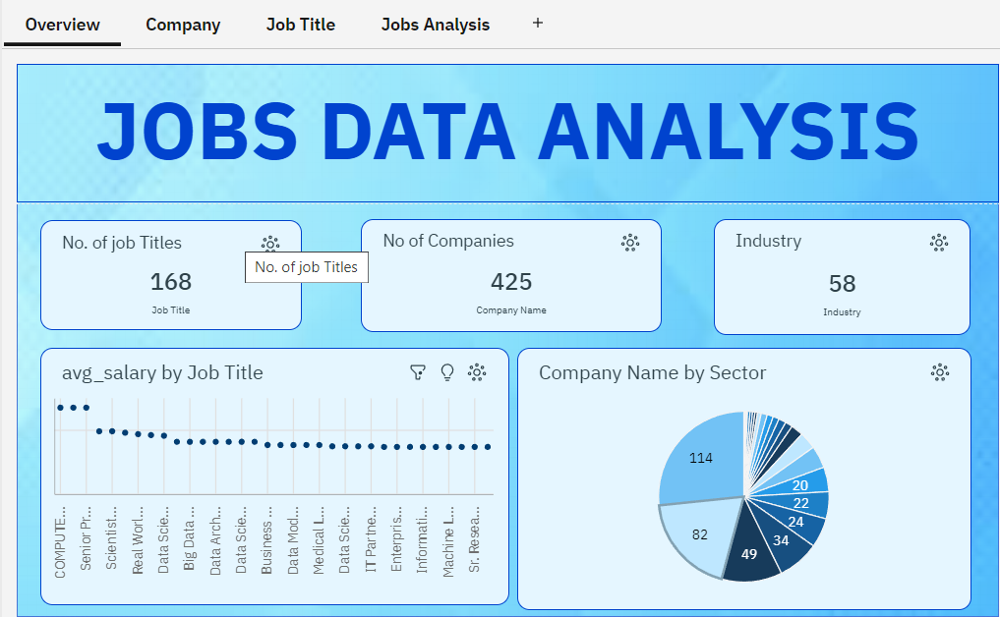 Overview Company Job Title Jobs Analysis +
JOBS DATA ANALYSIS
No. of job Titles
168
Job Title
No. of job Titles
No of Companies
425
Company Name
Industry
58
Industry
avg_salary by Job Title
COMPUTE...
Senior Pr...
Scientist...
Real Worl...
Data Scie...
Big Data ...
Data Arch...
Data Scie...
Business ...
Data Mod...
Medical L...
Data Scie...
IT Partne...
Enterpris...
Informati...
Machine L...
Sr. Resea...
Company Name by Sector
114
82
49
34
24
22
20